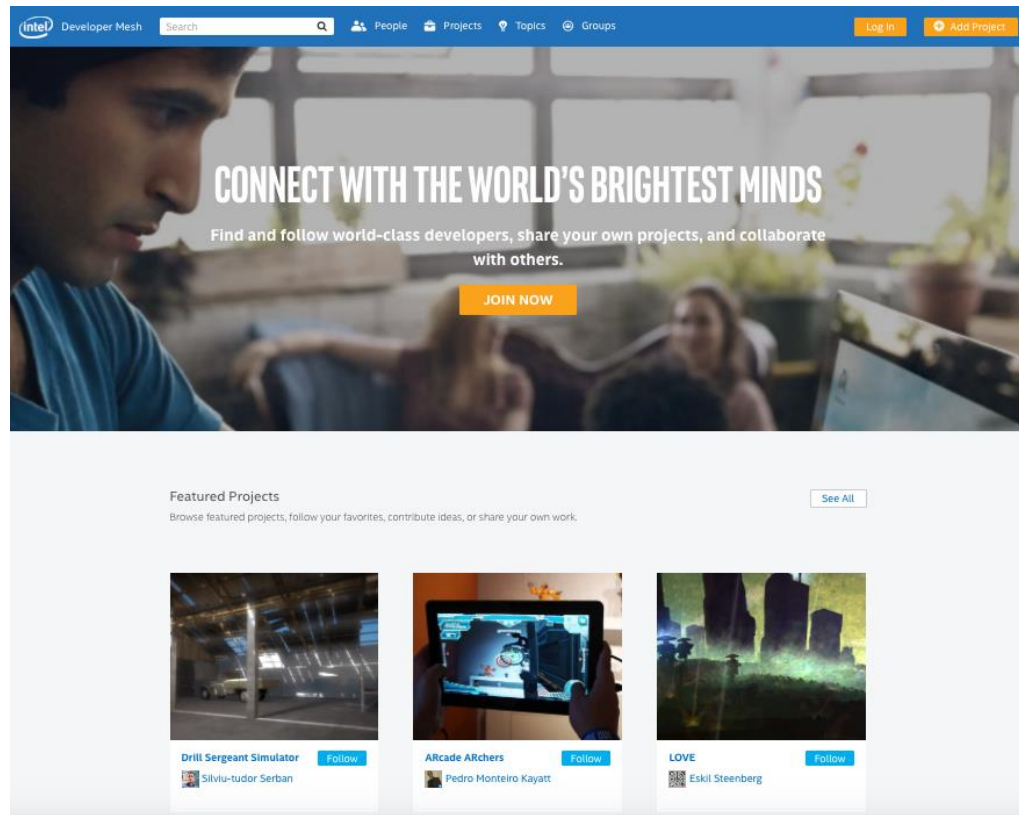 intel Developer Mesh Search People Projects Topics Groups Log In Add Project
CONNECT WITH THE WORLD'S BRIGHTEST MINDS
Find and follow world-class developers, share your own projects, and collaborate
with others.
JOIN NOW
Featured Projects See All
Browse featured projects, follow your favorites, contribute ideas, or share your own work.
Drill Sergeant Simulator Follow
Silviu-tudor Serban
ARcade ARchers Follow
Pedro Monteiro Kayatt
LOVE Follow
Eskil Steenberg